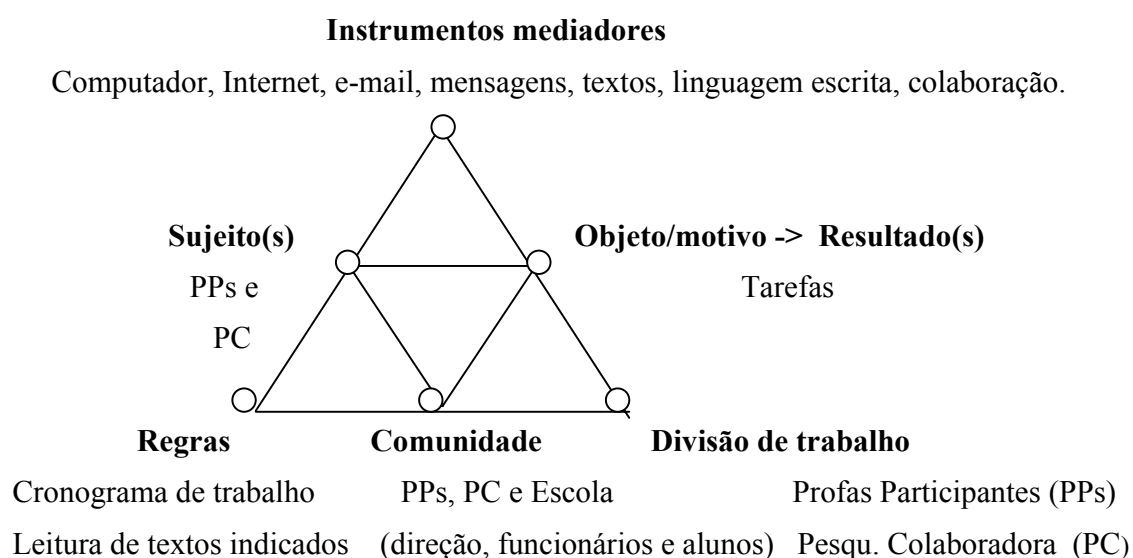 Instrumentos mediadores
Computador, Internet, e-mail, mensagens, textos, linguagem escrita, colaboração.
Sujeito(s) Objeto/motivo -> Resultado(s)
PPs e Tarefas
PC
Regras Comunidade Divisão de trabalho
Cronograma de trabalho PPs, PC e Escola Profas Participantes (PPs)
Leitura de textos indicados (direção, funcionários e alunos) Pesqu. Colaboradora (PC)